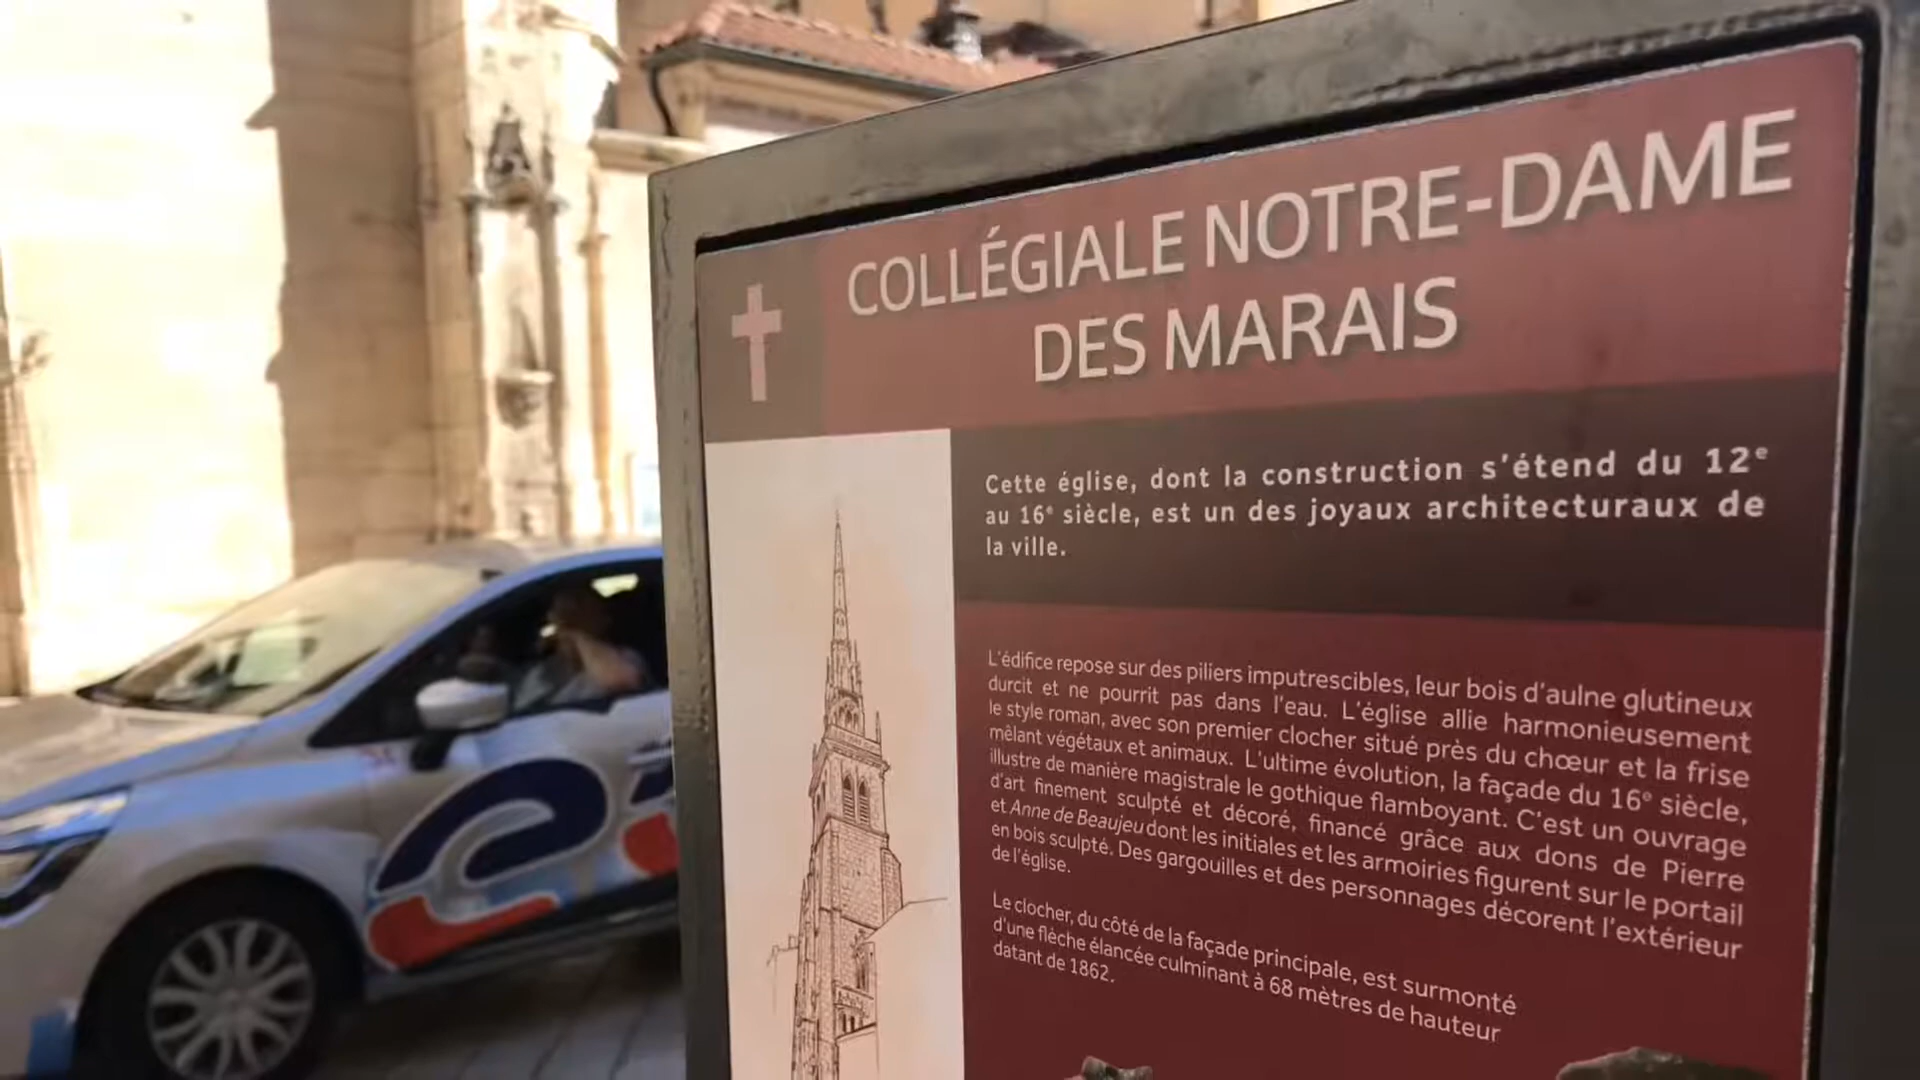 COLLÉGIALE NOTRE-DAME
DES MARAIS
Cette église, dont la construction s'étend du 12e
au 16e siècle, est un des joyaux architecturaux de
la ville.
L'édifice repose sur des piliers imputrescibles, leur bois d'aulne glutineux
durcit et ne pourrit pas dans l'eau. L'église allie harmonieusement
le style roman, avec son premier clocher situé près du chœur et la frise
mêlant végétaux et animaux. L'ultime évolution, la façade du 16e siècle,
illustre de manière magistrale le gothique flamboyant. C'est un ouvrage
d'art finement sculpté et décoré, financé grâce aux dons de Pierre
et Anne de Beaujeu dont les initiales et les armoiries figurent sur le portail
en bois sculpté. Des gargouilles et des personnages décorent l'extérieur
de l'église.
Le clocher, du côté de la façade principale, est surmonté
d'une flèche élancée culminant à 68 mètres de hauteur
datant de 1862.